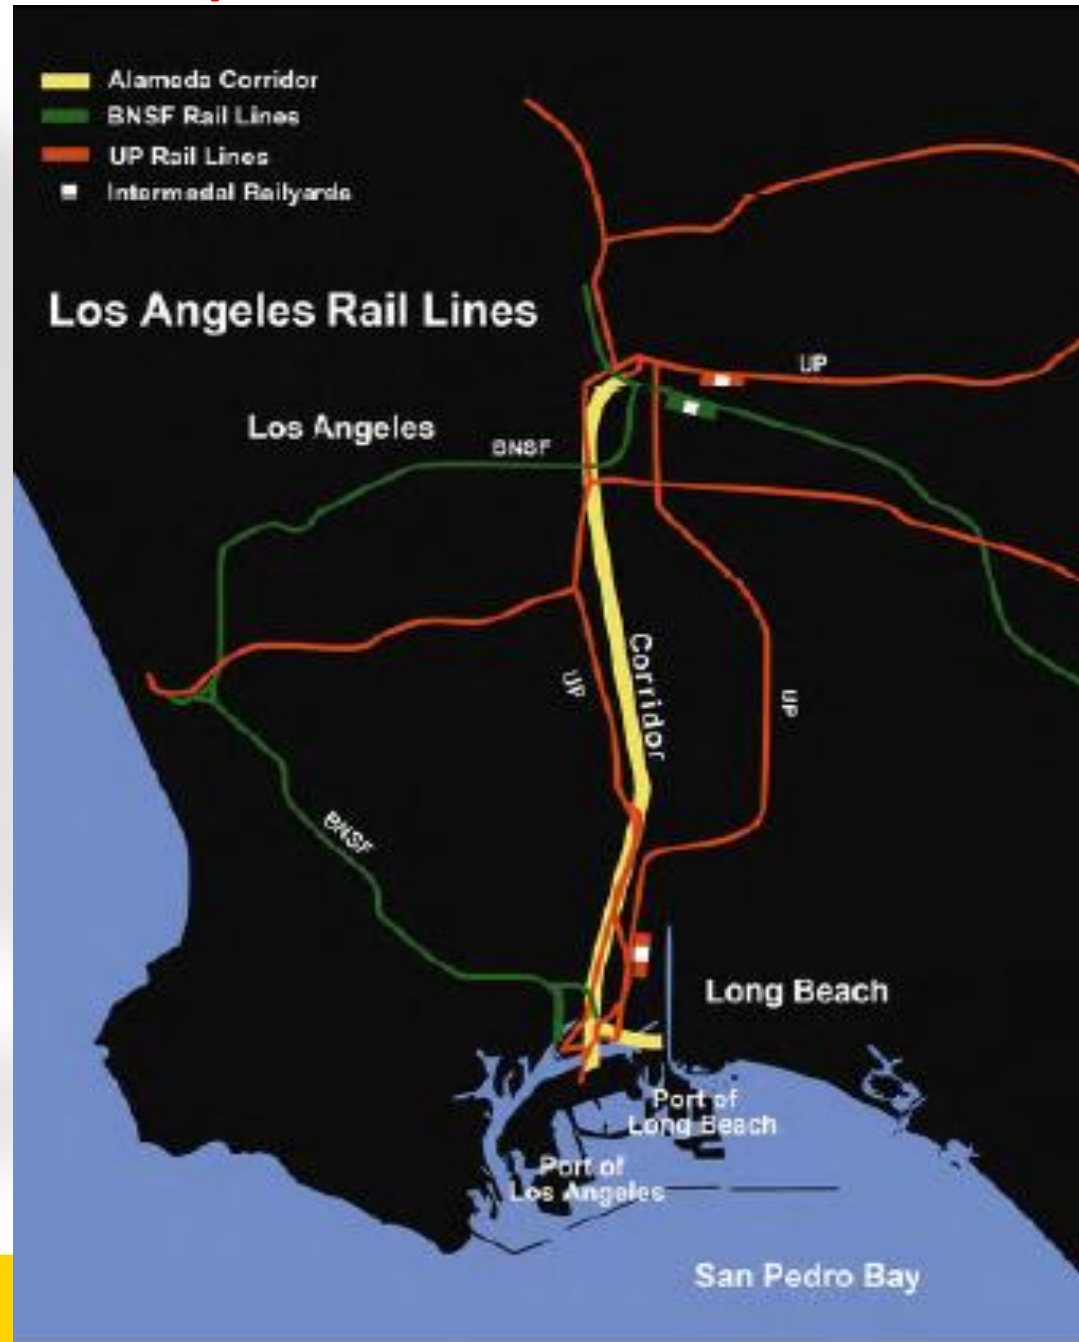 Alameda Corridor
BNSF Rail Lines
UP Rail Lines
Intermodal Railyards
Los Angeles Rail Lines
UP
Los Angeles
BNSF
Corridor
UP
UP
BNSF
Long Beach
Port of
Long Beach
Port of
Los Angeles
San Pedro Bay